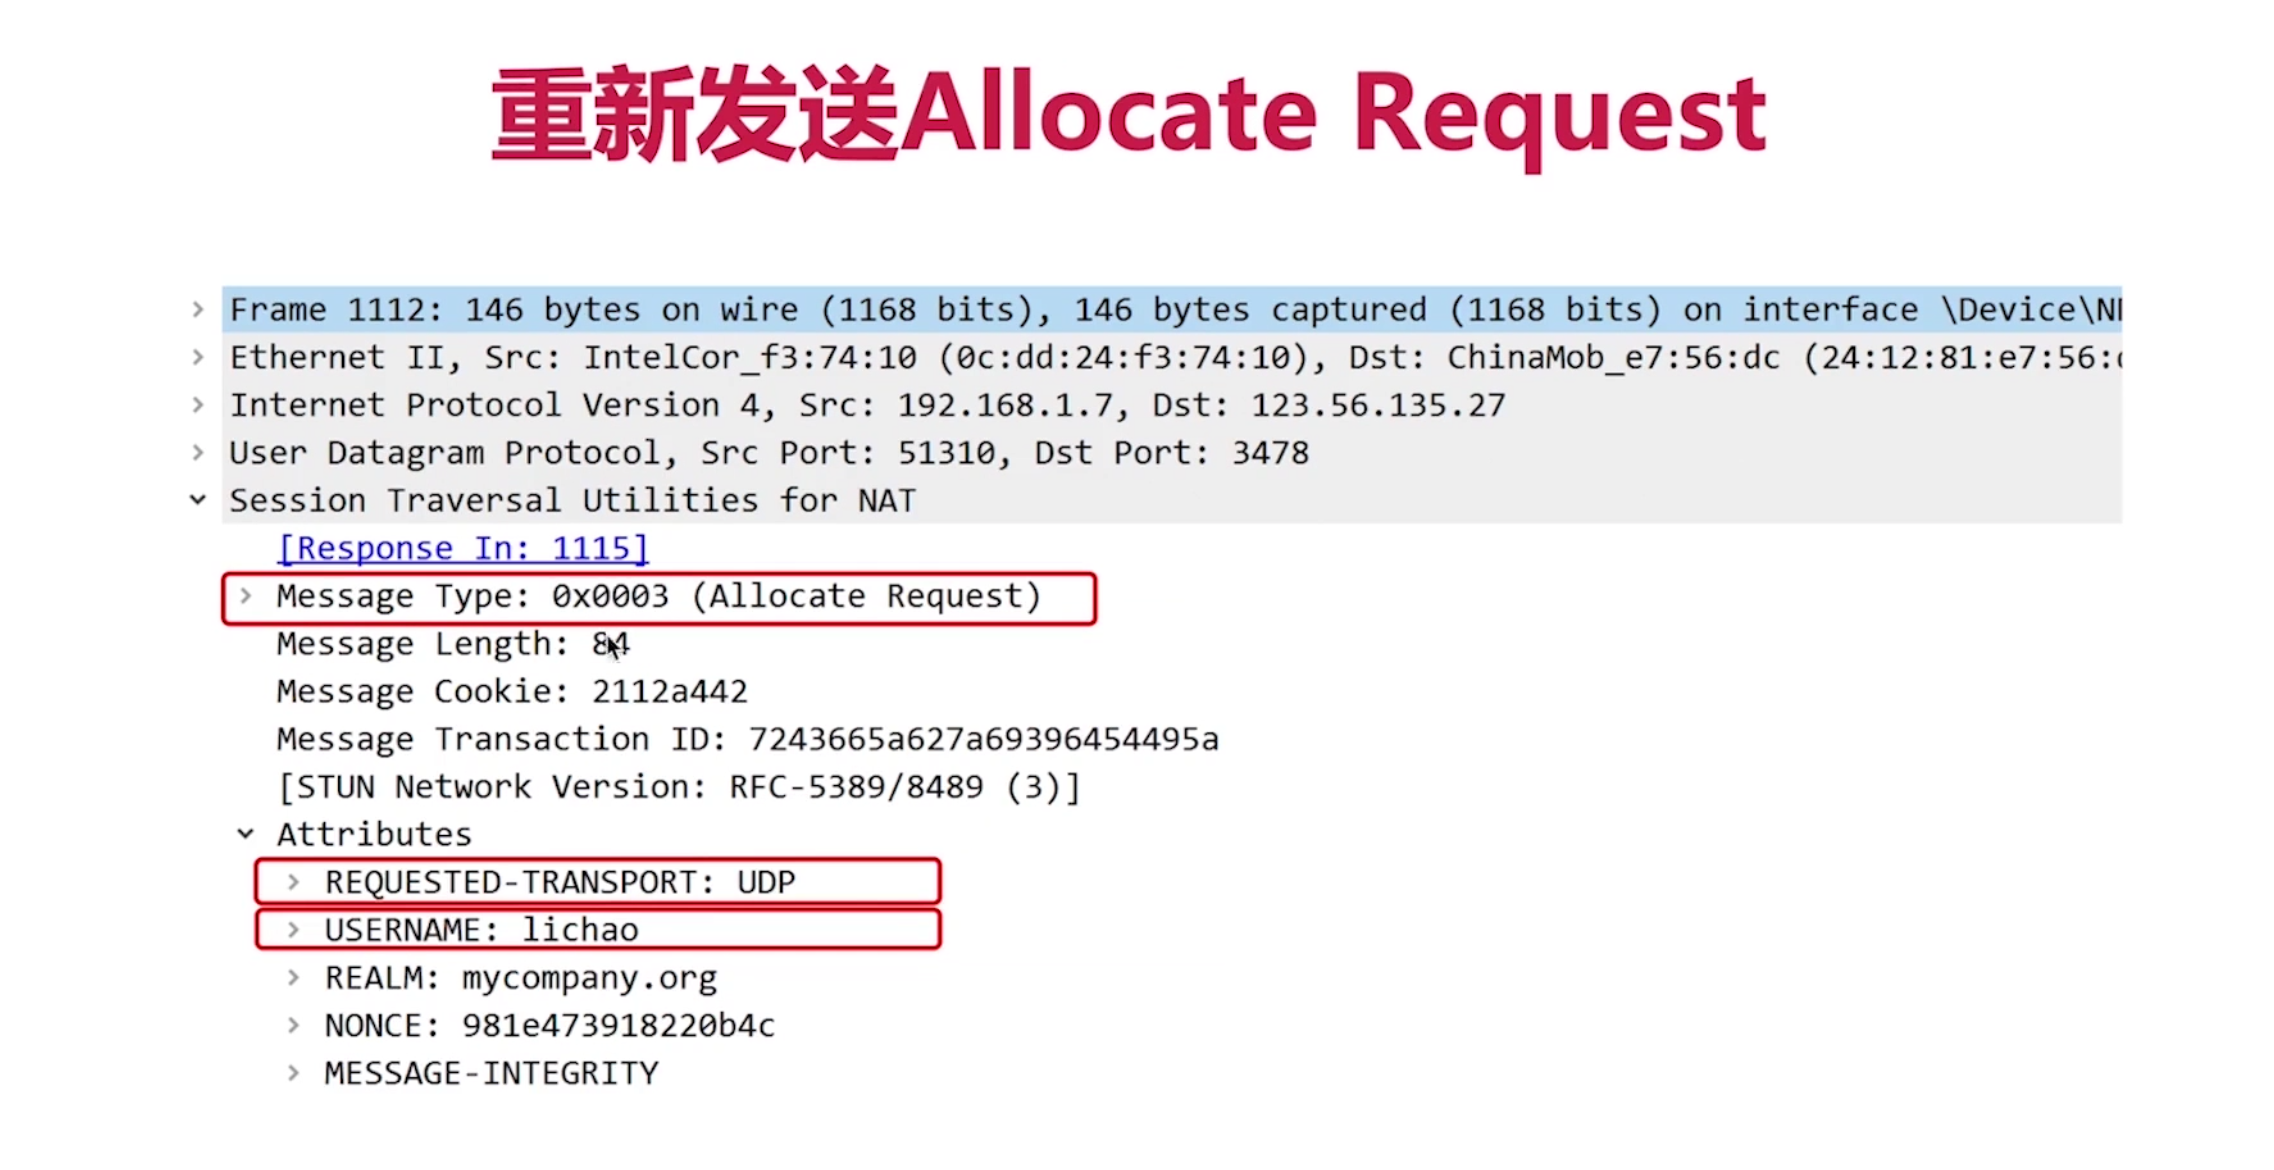 重新发送Allocate Request
Frame 1112: 146 bytes on wire (1168 bits), 146 bytes captured (1168 bits) on interface \Device\N
Ethernet II, Src: IntelCor_f3:74:10 (0c:dd:24:f3:74:10), Dst: ChinaMob_e7:56:dc (24:12:81:e7:56:
Internet Protocol Version 4, Src: 192.168.1.7, Dst: 123.56.135.27
User Datagram Protocol, Src Port: 51310, Dst Port: 3478
Session Traversal Utilities for NAT
[Response In: 1115]
Message Type: 0x0003 (Allocate Request)
Message Length: 84
Message Cookie: 2112a442
Message Transaction ID: 7243665a627a69396454495a
[STUN Network Version: RFC-5389/8489 (3)]
Attributes
REQUESTED-TRANSPORT: UDP
USERNAME: lichao
REALM: mycompany.org
NONCE: 981e473918220b4c
MESSAGE-INTEGRITY